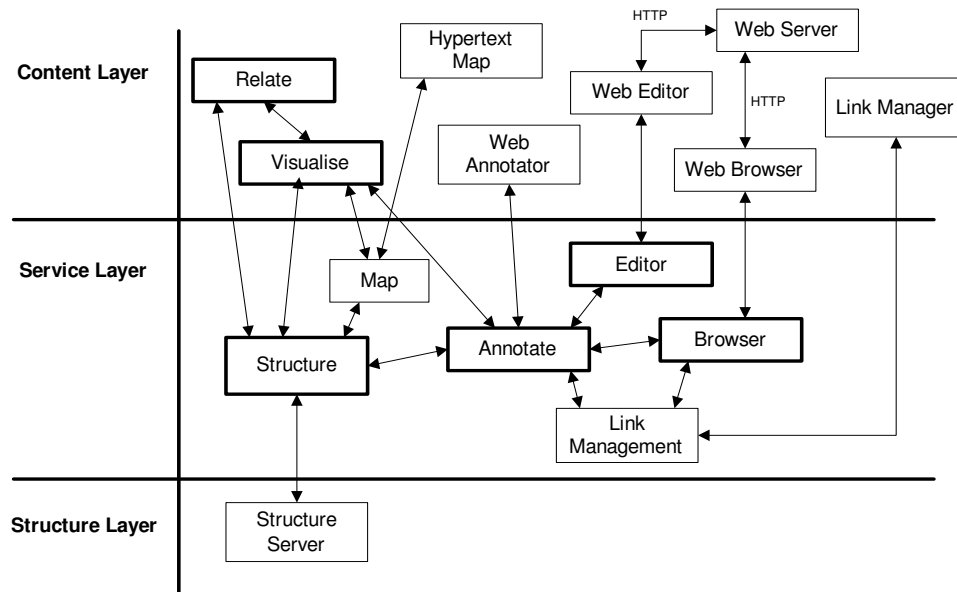 Content Layer
Relate
Hypertext
Map
HTTP
Web Server
Web Editor
HTTP
Link Manager
Visualise
Web
Annotator
Web Browser
Service Layer
Map
Editor
Structure
Annotate
Browser
Link
Management
Structure Layer
Structure
Server